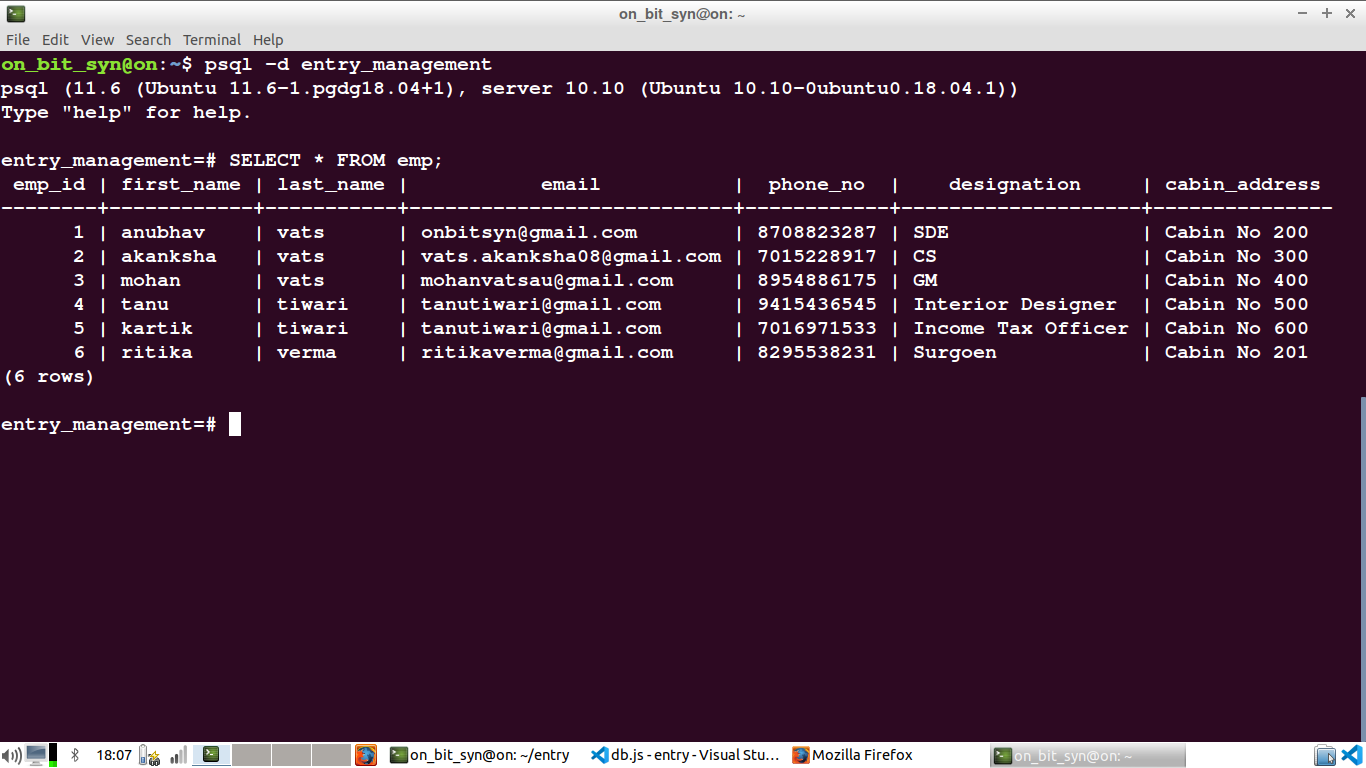 on_bit_syn@on: ~
File Edit View Search Terminal Help
on_bit_syn@on:~$ psql -d entry_management
psql (11.6 (Ubuntu 11.6-1.pgdg18.04+1), server 10.10 (Ubuntu 10.10-0ubuntu0.18.04.1))
Type "help" for help.
entry_management=# SELECT * FROM emp;
 emp_id | first_name | last_name |           email           |  phone_no  |    designation     | cabin_address
--------+------------+-----------+---------------------------+------------+--------------------+---------------
      1 | anubhav    | vats      | onbitsyn@gmail.com        | 8708823287 | SDE                | Cabin No 200
      2 | akanksha   | vats      | vats.akanksha08@gmail.com | 7015228917 | CS                 | Cabin No 300
      3 | mohan      | vats      | mohanvatsau@gmail.com     | 8954886175 | GM                 | Cabin No 400
      4 | tanu       | tiwari    | tanutiwari@gmail.com      | 9415436545 | Interior Designer  | Cabin No 500
      5 | kartik     | tiwari    | tanutiwari@gmail.com      | 7016971533 | Income Tax Officer | Cabin No 600
      6 | ritika     | verma     | ritikaverma@gmail.com     | 8295538231 | Surgoen            | Cabin No 201
(6 rows)
entry_management=#
18:07 on_bit_syn@on: ~/entry db.js - entry - Visual Stu... Mozilla Firefox on_bit_syn@on: ~